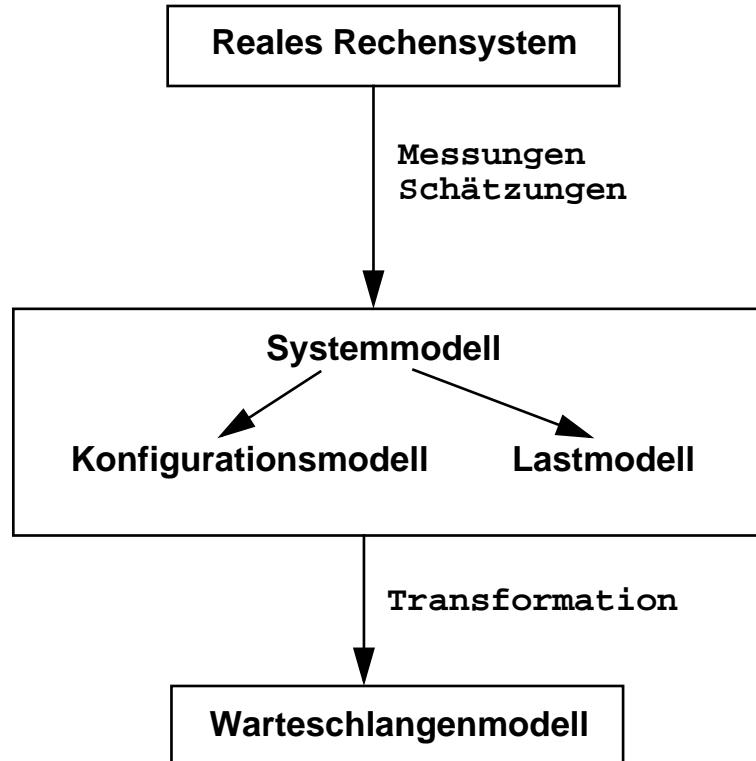 Reales Rechensystem
Messungen
Schätzungen
Systemmodell
Konfigurationsmodell Lastmodell
Transformation
Warteschlangenmodell